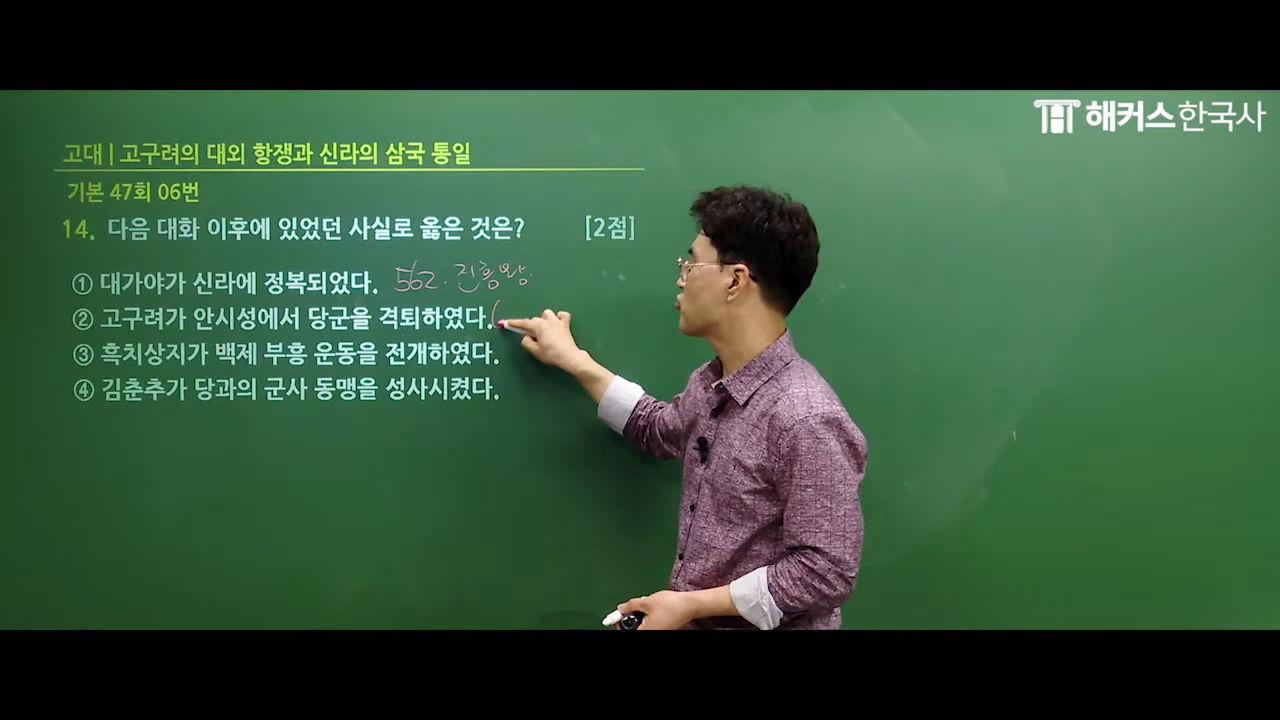 해커스한국사
고대 | 고구려의 대외 항쟁과 신라의 삼국 통일
기본 47회 06번
14. 다음 대화 이후에 있었던 사실로 옳은 것은? [2점]
① 대가야가 신라에 정복되었다. 562. 진흥왕.
② 고구려가 안시성에서 당군을 격퇴하였다.
③ 흑치상지가 백제 부흥 운동을 전개하였다.
④ 김춘추가 당과의 군사 동맹을 성사시켰다.